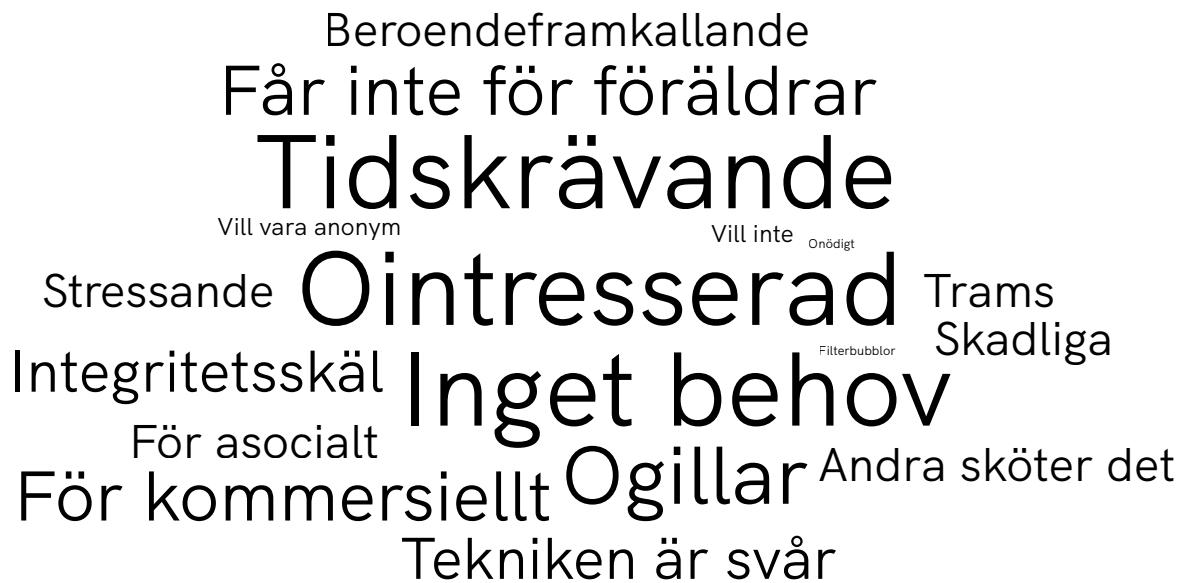 Beroendeframkallande
Får inte för föräldrar
Tidskrävande
Vill vara anonym
Vill inte
Onödigt
Stressande
Ointresserad
Trams
Skadliga
Integritetsskäl
Inget behov
Filterbubblor
För asocialt
För kommersiellt
Ogillar
Andra sköter det
Tekniken är svår